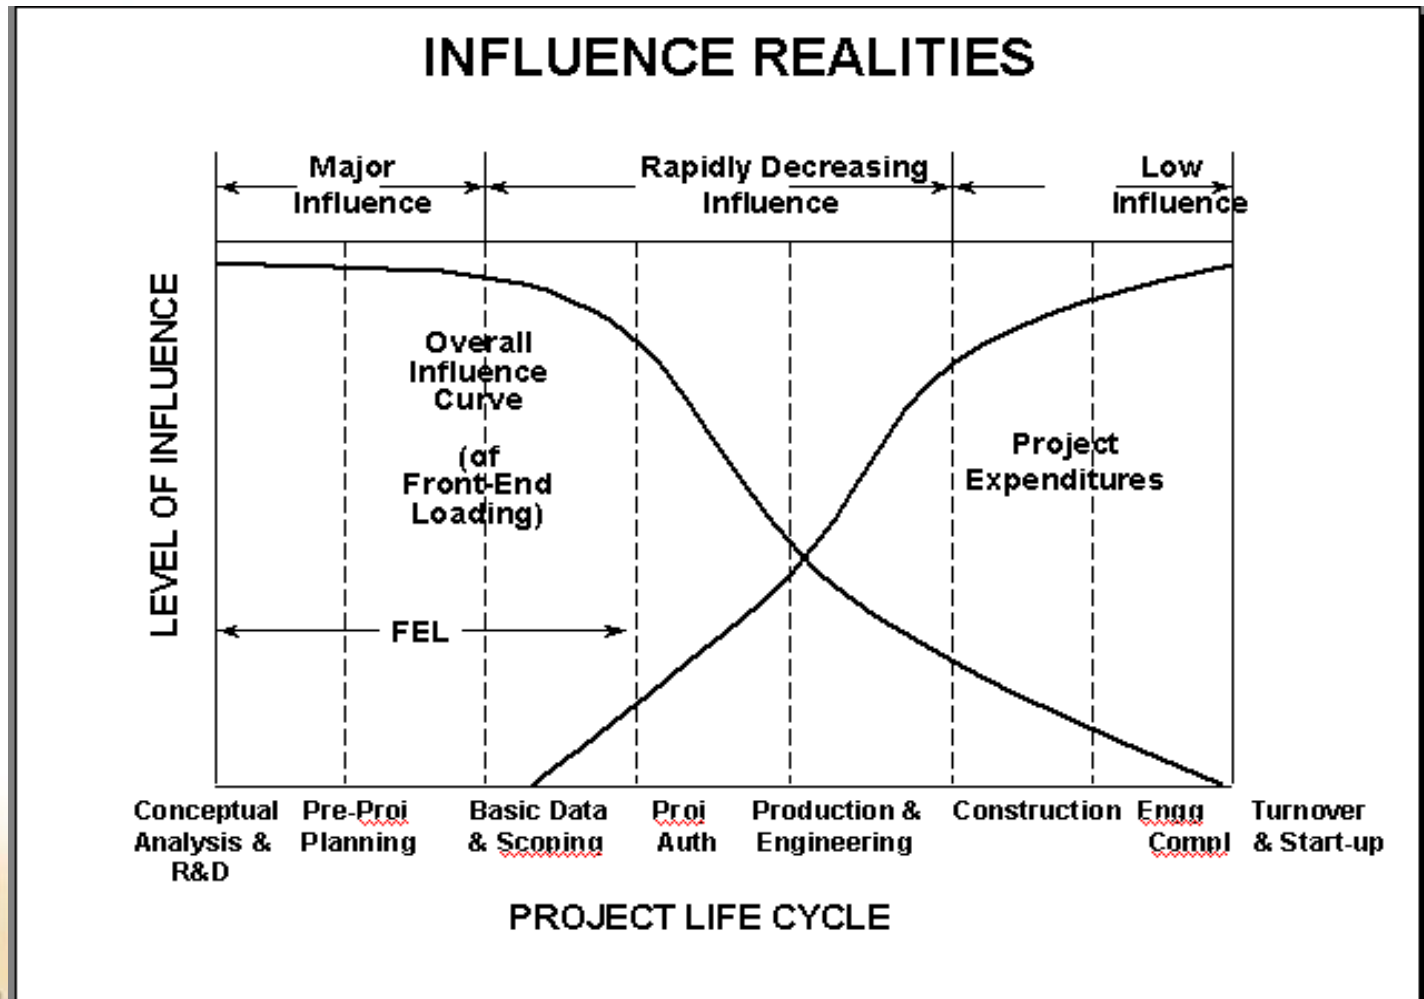 INFLUENCE REALITIES
Major
Influence
Rapidly Decreasing
Influence
Low
Influence
LEVEL OF INFLUENCE
Overall
Influence
Curve
(of
Front-End
Loading)
Project
Expenditures
FEL
Conceptual
Analysis &
R&D
Pre-Proj
Planning
Basic Data
& Scoping
Proj
Auth
Production &
Engineering
Construction
Engg
Compl
Turnover
& Start-up
PROJECT LIFE CYCLE